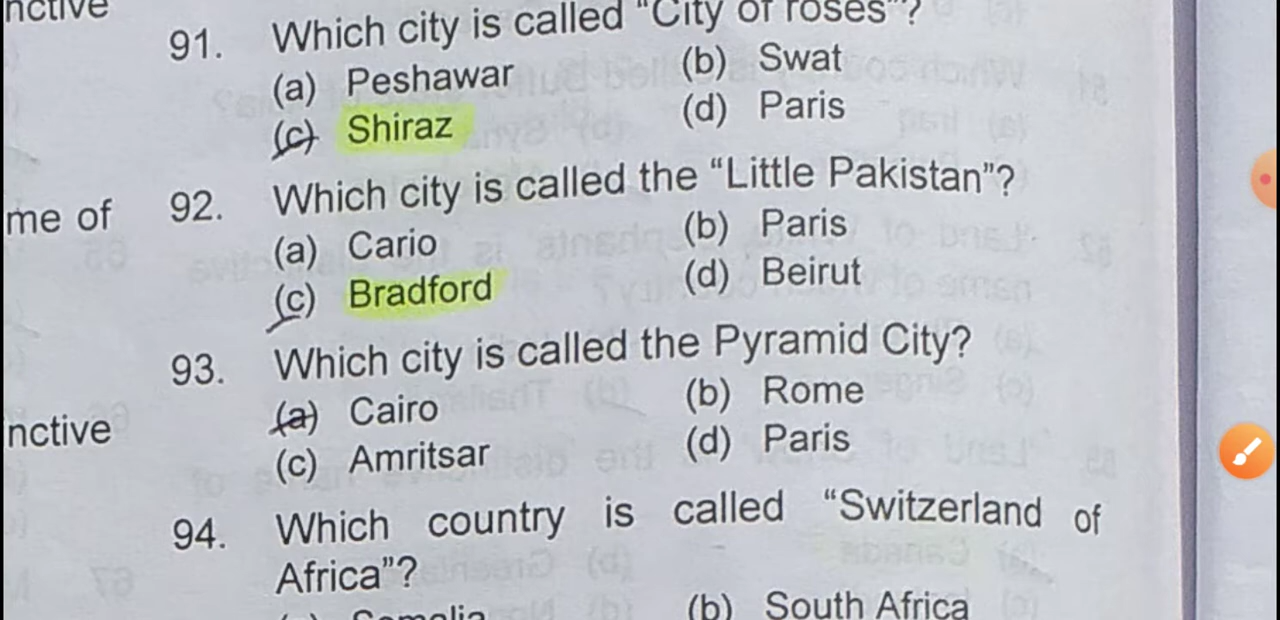 nctive
91. Which city is called "City of roses"?
(a) Peshawar (b) Swat
(c) Shiraz (d) Paris
me of 92. Which city is called the “Little Pakistan”?
(a) Cario (b) Paris
(c) Bradford (d) Beirut
93. Which city is called the Pyramid City?
(a) Cairo (b) Rome
nctive
(c) Amritsar (d) Paris
94. Which country is called “Switzerland of
Africa”?
Somalia (b) South Africa